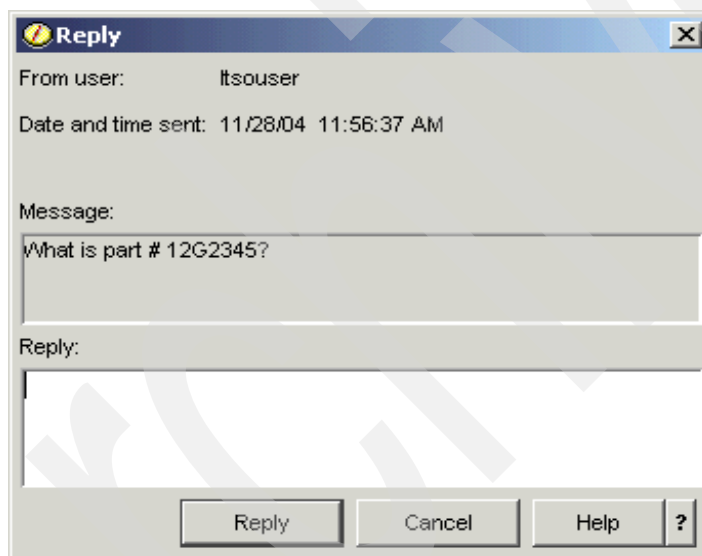 Reply
From user: Itsouser
Date and time sent: 11/28/04 11:56:37 AM
Message:
What is part # 12G2345?
Reply:
Reply Cancel Help ?